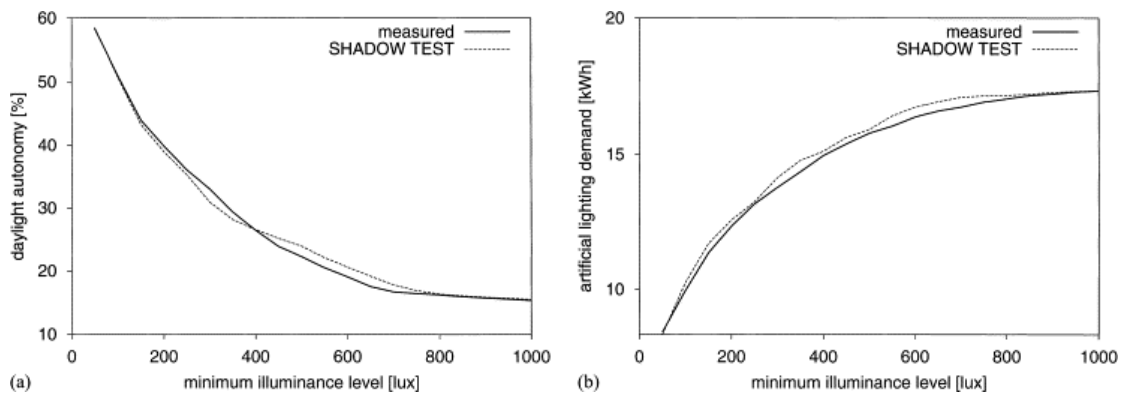 60
50
40
30
20
10
daylight autonomy [%]
measured
SHADOW TEST
0 200 400 600 800 1000
(a) minimum illuminance level [lux]
20
15
10
artificial lighting demand [kWh]
measured
SHADOW TEST
0 200 400 600 800 1000
(b) minimum illuminance level [lux]